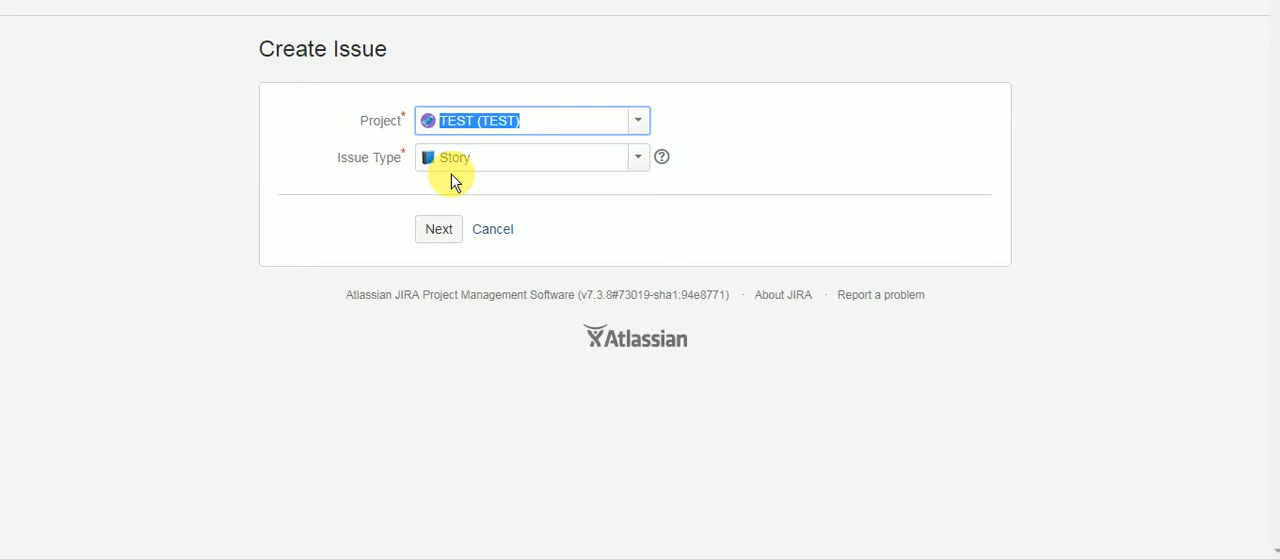 Create Issue
Project*
TEST (TEST)
Issue Type*
Story
Next Cancel
Atlassian JIRA Project Management Software (v7.3.8#73019-sha1:94e8771) · About JIRA · Report a problem
Atlassian